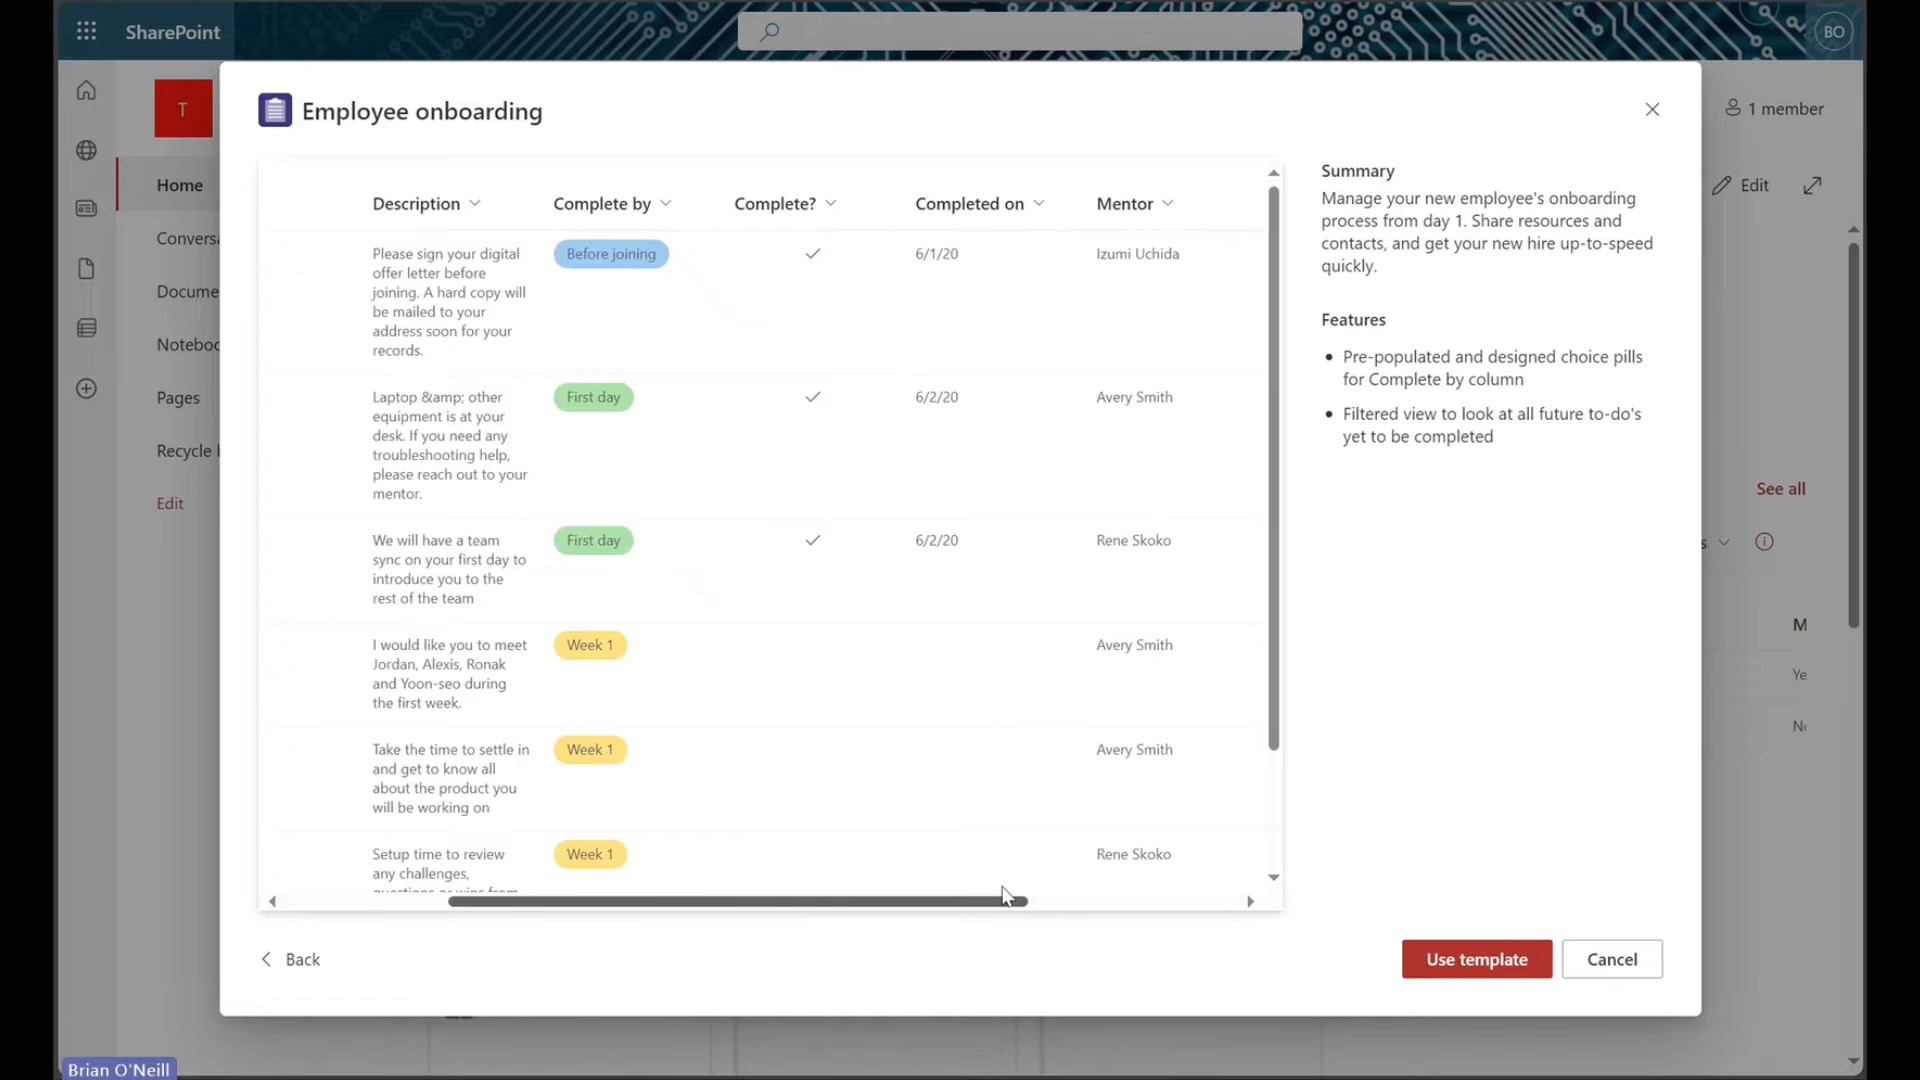 SharePoint
BO
T
1 member
Home
Edit
Conversa
Docume
Notebo
Pages
Recycle
Edit
See all
s
M
Ye
Employee onboarding
Description
Complete by
Complete?
Completed on
Mentor
Please sign your digital
offer letter before
joining. A hard copy will
be mailed to your
address soon for your
records.
Before joining
6/1/20
Izumi Uchida
Laptop &amp; other
equipment is at your
desk. If you need any
troubleshooting help,
please reach out to your
mentor.
First day
6/2/20
Avery Smith
We will have a team
sync on your first day to
introduce you to the
rest of the team
First day
6/2/20
Rene Skoko
I would like you to meet
Jordan, Alexis, Ronak
and Yoon-seo during
the first week.
Week 1
Avery Smith
Take the time to settle in
and get to know all
about the product you
will be working on
Week 1
Avery Smith
Setup time to review
any challenges,
Week 1
Rene Skoko
Summary
Manage your new employee's onboarding
process from day 1. Share resources and
contacts, and get your new hire up-to-speed
quickly.
Features
• Pre-populated and designed choice pills
for Complete by column
• Filtered view to look at all future to-do's
yet to be completed
Back
Use template
Cancel
Brian O'Neill